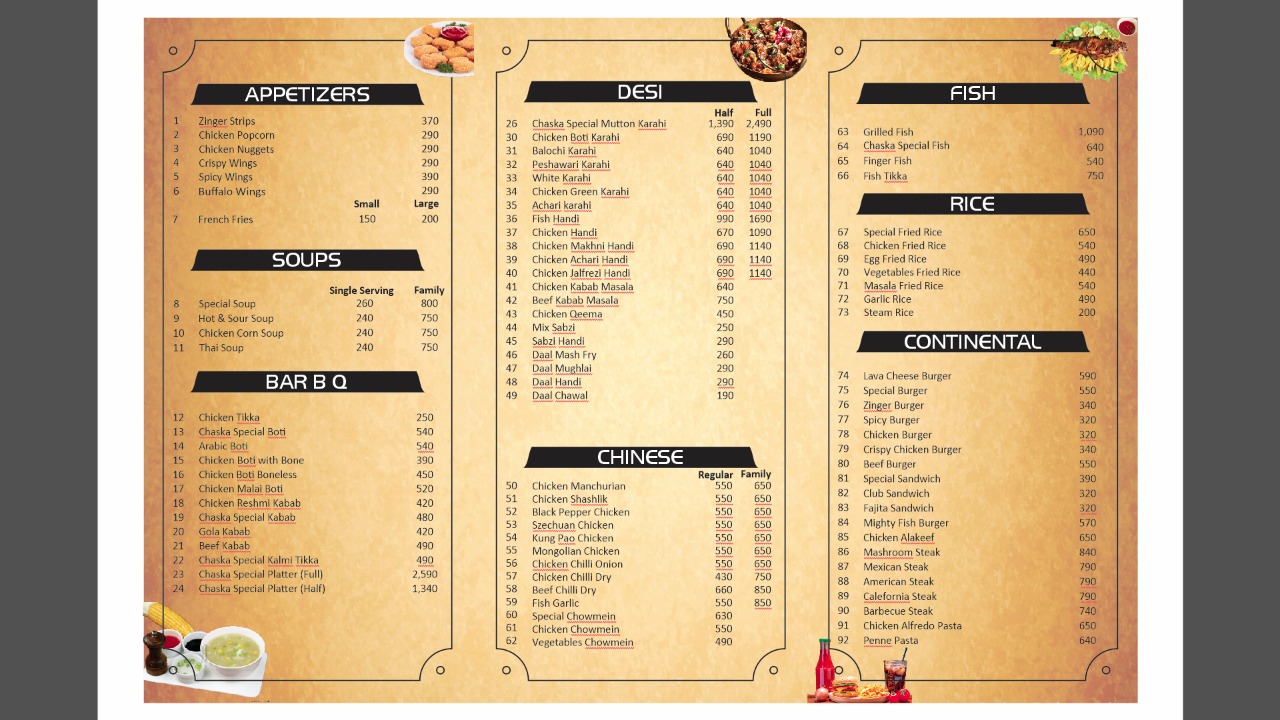 APPETIZERS
1 Zinger Strips 370
2 Chicken Popcorn 290
3 Chicken Nuggets 290
4 Crispy Wings 290
5 Spicy Wings 390
6 Buffalo Wings 290
Small Large
7 French Fries 150 200
SOUPS
Single Serving Family
8 Special Soup 260 800
9 Hot & Sour Soup 240 750
10 Chicken Corn Soup 240 750
11 Thai Soup 240 750
BAR B Q
12 Chicken Tikka 250
13 Chaska Special Boti 540
14 Arabic Boti 540
15 Chicken Boti with Bone 390
16 Chicken Boti Boneless 450
17 Chicken Malai Boti 520
18 Chicken Reshmi Kabab 420
19 Chaska Special Kabab 480
20 Gola Kabab 420
21 Beef Kabab 490
22 Chaska Special Kalmi Tikka 490
23 Chaska Special Platter (Full) 2,590
24 Chaska Special Platter (Half) 1,340
DESI
Half Full
26 Chaska Special Mutton Karahi 1,390 2,490
30 Chicken Boti Karahi 690 1190
31 Balochi Karahi 640 1040
32 Peshawari Karahi 640 1040
33 White Karahi 640 1040
34 Chicken Green Karahi 640 1040
35 Achari karahi 640 1040
36 Fish Handi 990 1690
37 Chicken Handi 670 1090
38 Chicken Makhni Handi 690 1140
39 Chicken Achari Handi 690 1140
40 Chicken Jalfrezi Handi 690 1140
41 Chicken Kabab Masala 640
42 Beef Kabab Masala 750
43 Chicken Qeema 450
44 Mix Sabzi 250
45 Sabzi Handi 290
46 Daal Mash Fry 260
47 Daal Mughlai 290
48 Daal Handi 290
49 Daal Chawal 190
CHINESE
Regular Family
50 Chicken Manchurian 550 650
51 Chicken Shashlik 550 650
52 Black Pepper Chicken 550 650
53 Szechuan Chicken 550 650
54 Kung Pao Chicken 550 650
55 Mongolian Chicken 550 650
56 Chicken Chilli Onion 550 650
57 Chicken Chilli Dry 430 750
58 Beef Chilli Dry 660 850
59 Fish Garlic 550 850
60 Special Chowmein 630
61 Chicken Chowmein 550
62 Vegetables Chowmein 490
FISH
63 Grilled Fish 1,090
64 Chaska Special Fish 640
65 Finger Fish 540
66 Fish Tikka 750
RICE
67 Special Fried Rice 650
68 Chicken Fried Rice 540
69 Egg Fried Rice 490
70 Vegetables Fried Rice 440
71 Masala Fried Rice 540
72 Garlic Rice 490
73 Steam Rice 200
CONTINENTAL
74 Lava Cheese Burger 590
75 Special Burger 550
76 Zinger Burger 340
77 Spicy Burger 320
78 Chicken Burger 320
79 Crispy Chicken Burger 340
80 Beef Burger 550
81 Special Sandwich 390
82 Club Sandwich 320
83 Fajita Sandwich 320
84 Mighty Fish Burger 570
85 Chicken Alakeef 650
86 Mashroom Steak 840
87 Mexican Steak 790
88 American Steak 790
89 Calefornia Steak 790
90 Barbecue Steak 740
91 Chicken Alfredo Pasta 650
92 Penne Pasta 640